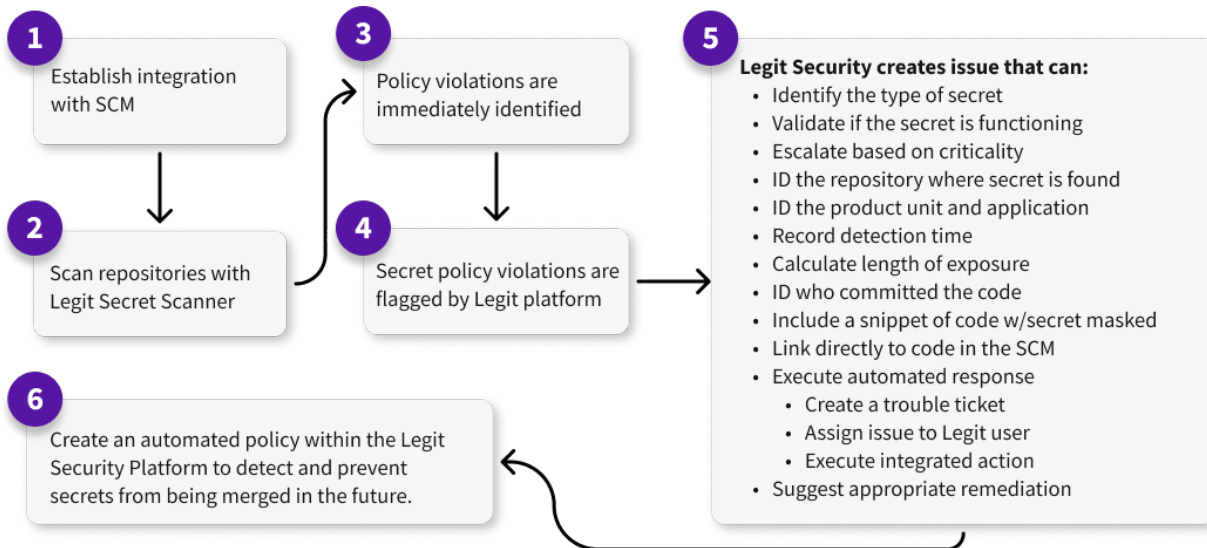 1
Establish integration
with SCM
2
Scan repositories with
Legit Secret Scanner
3
Policy violations are
immediately identified
4
Secret policy violations are
flagged by Legit platform
5
Legit Security creates issue that can:
• Identify the type of secret
• Validate if the secret is functioning
• Escalate based on criticality
• ID the repository where secret is found
• ID the product unit and application
• Record detection time
• Calculate length of exposure
• ID who committed the code
• Include a snippet of code w/secret masked
• Link directly to code in the SCM
• Execute automated response
• Create a trouble ticket
• Assign issue to Legit user
• Execute integrated action
• Suggest appropriate remediation
6
Create an automated policy within the Legit
Security Platform to detect and prevent
secrets from being merged in the future.